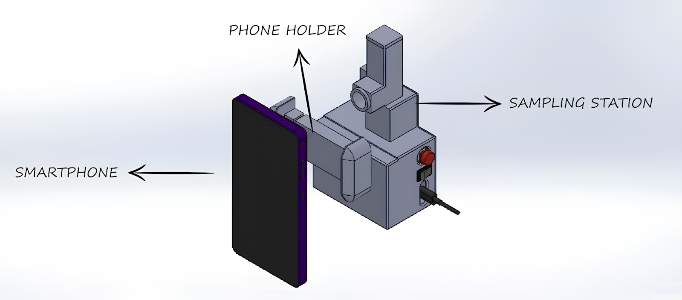 PHONE HOLDER
SAMPLING STATION
SMARTPHONE